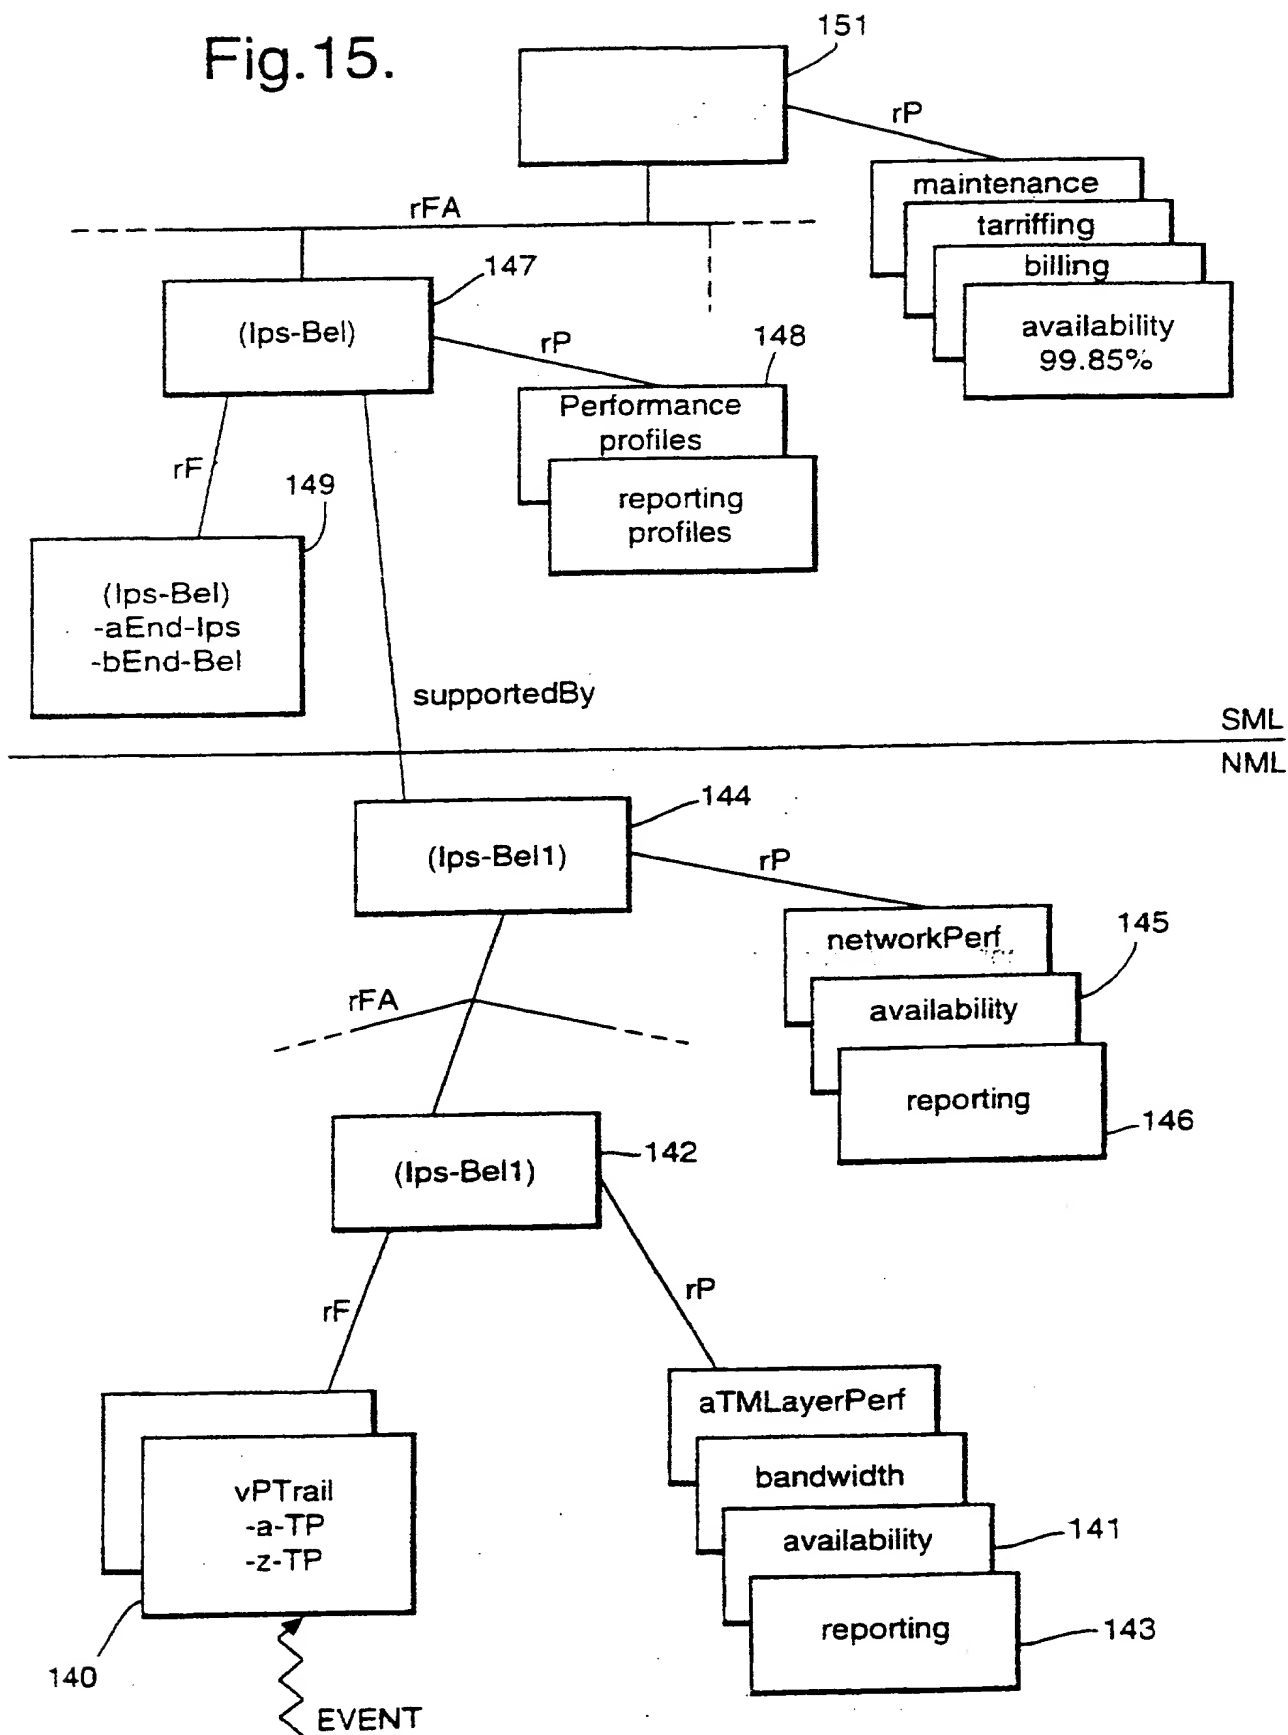 Fig.15.
151
rP
maintenance
tarriffing
billing
availability
99.85%
rFA
147
(Ips-Bel)
rP
148
Performance
profiles
reporting
profiles
rF
149
(Ips-Bel)
-aEnd-Ips
-bEnd-Bel
supportedBy
SML
NML
144
(Ips-Bel1)
rP
networkPerf
145
availability
reporting
146
rFA
(Ips-Bel1)
142
rF
rP
aTMLayerPerf
bandwidth
availability
141
reporting
143
vPTrail
-a-TP
-z-TP
140
EVENT